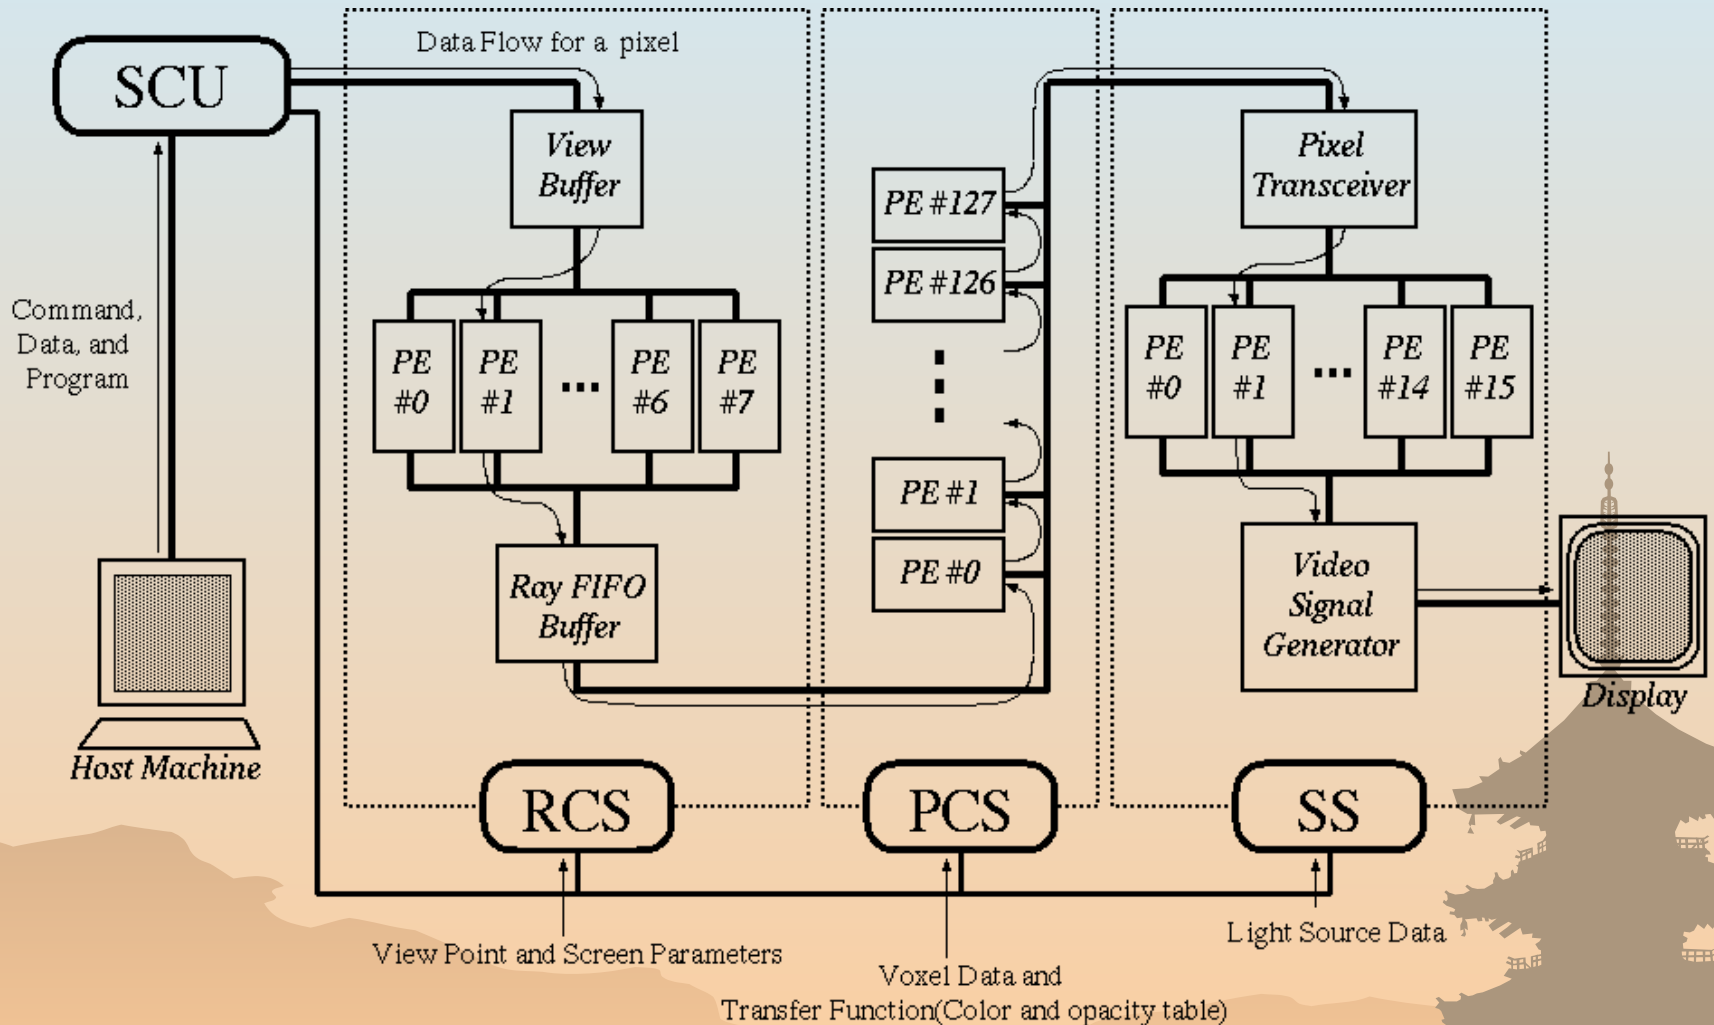 Data Flow for a pixel
SCU
View
Buffer
Pixel
Transceiver
PE #127
PE #126
Command,
Data, and
Program
PE
#0
PE
#1
...
PE
#6
PE
#7
PE
#0
PE
#1
...
PE
#14
PE
#15
PE #1
PE #0
Ray FIFO
Buffer
Video
Signal
Generator
Display
Host Machine
RCS
PCS
SS
View Point and Screen Parameters
Light Source Data
Voxel Data and
Transfer Function(Color and opacity table)